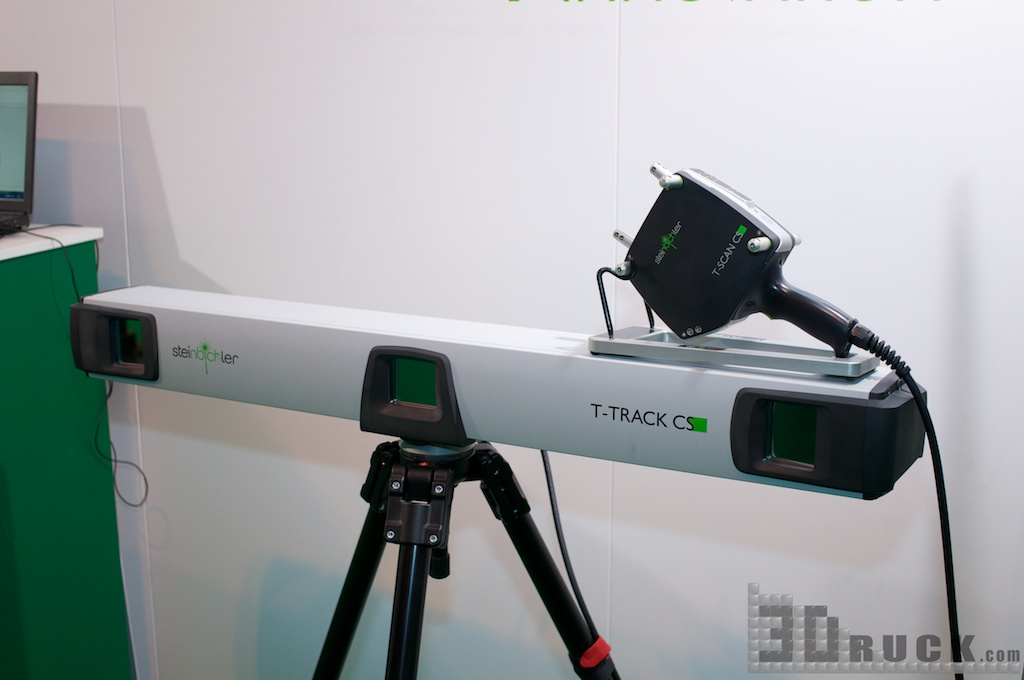 steinbichler
T-SCAN CS
steinbichler
T-TRACK CS
3DRUCK.com